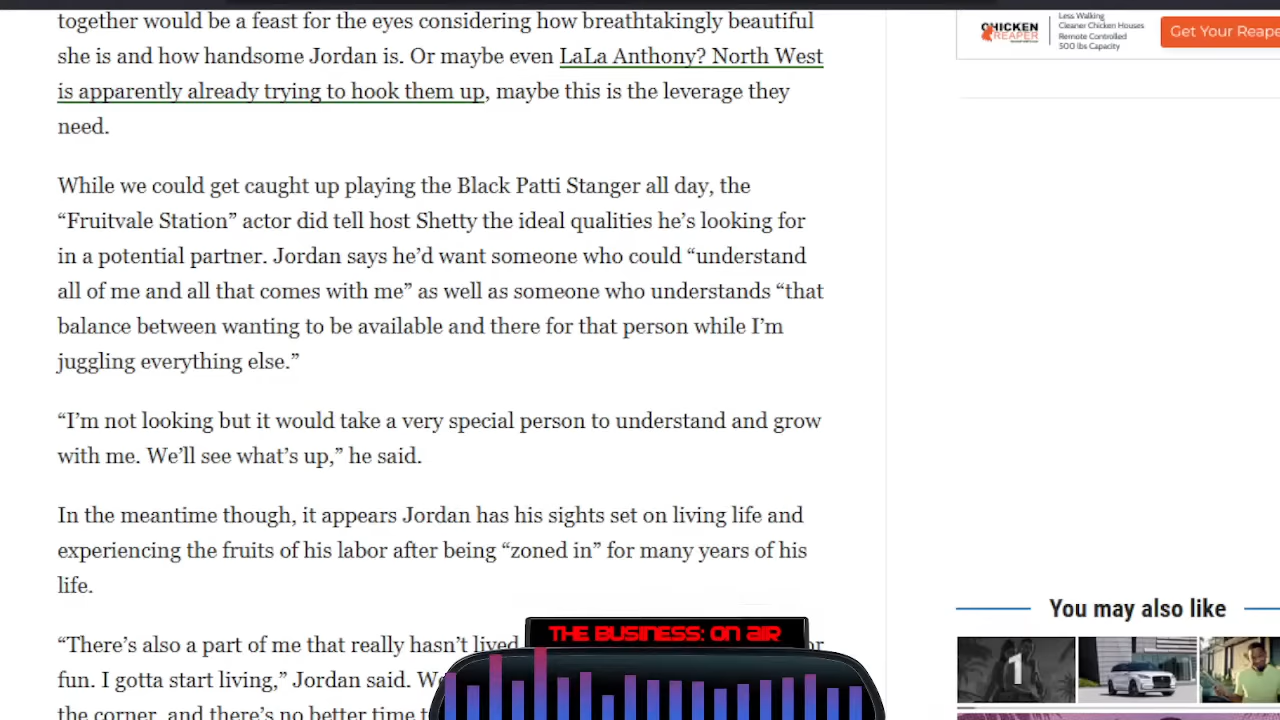 together would be a feast for the eyes considering how breathtakingly beautiful
she is and how handsome Jordan is. Or maybe even LaLa Anthony? North West
is apparently already trying to hook them up, maybe this is the leverage they
need.
While we could get caught up playing the Black Patti Stanger all day, the
“Fruitvale Station” actor did tell host Shetty the ideal qualities he’s looking for
in a potential partner. Jordan says he’d want someone who could “understand
all of me and all that comes with me” as well as someone who understands “that
balance between wanting to be available and there for that person while I’m
juggling everything else.”
“I’m not looking but it would take a very special person to understand and grow
with me. We’ll see what’s up,” he said.
In the meantime though, it appears Jordan has his sights set on living life and
experiencing the fruits of his labor after being “zoned in” for many years of his
life.
“There’s also a part of me that really hasn’t lived
fun. I gotta start living,” Jordan said.
the corner, and there’s no better time
THE BUSINESS: ON AIR
CHICKEN
REAPER
Less Walking
Cleaner Chicken Houses
Remote Controlled
500 lbs Capacity
Get Your Reape
You may also like
1